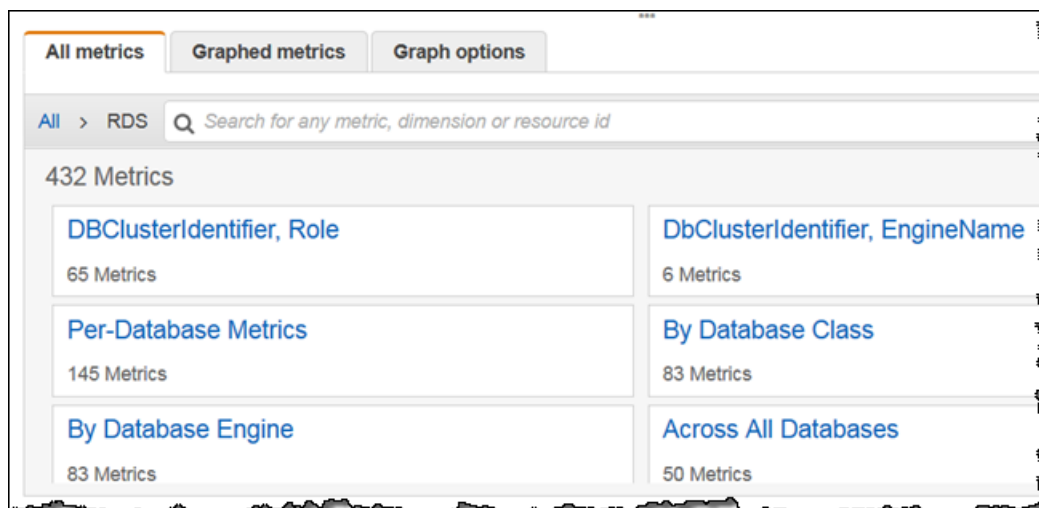 All metrics Graphed metrics Graph options
All > RDS Search for any metric, dimension or resource id
432 Metrics
DBClusterIdentifier, Role DbClusterIdentifier, EngineName
65 Metrics 6 Metrics
Per-Database Metrics By Database Class
145 Metrics 83 Metrics
By Database Engine Across All Databases
83 Metrics 50 Metrics